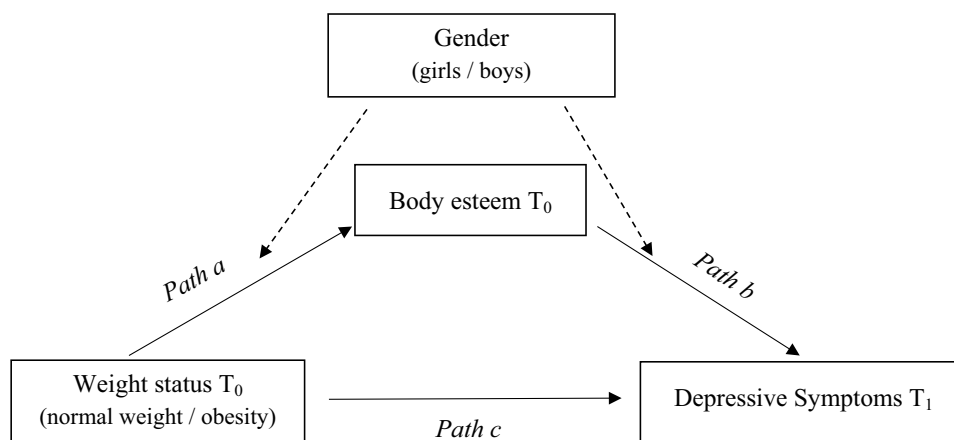 Gender
(girls / boys)
Body esteem T₀
Path a
Path b
Weight status T₀
(normal weight / obesity)
Depressive Symptoms T₁
Path c